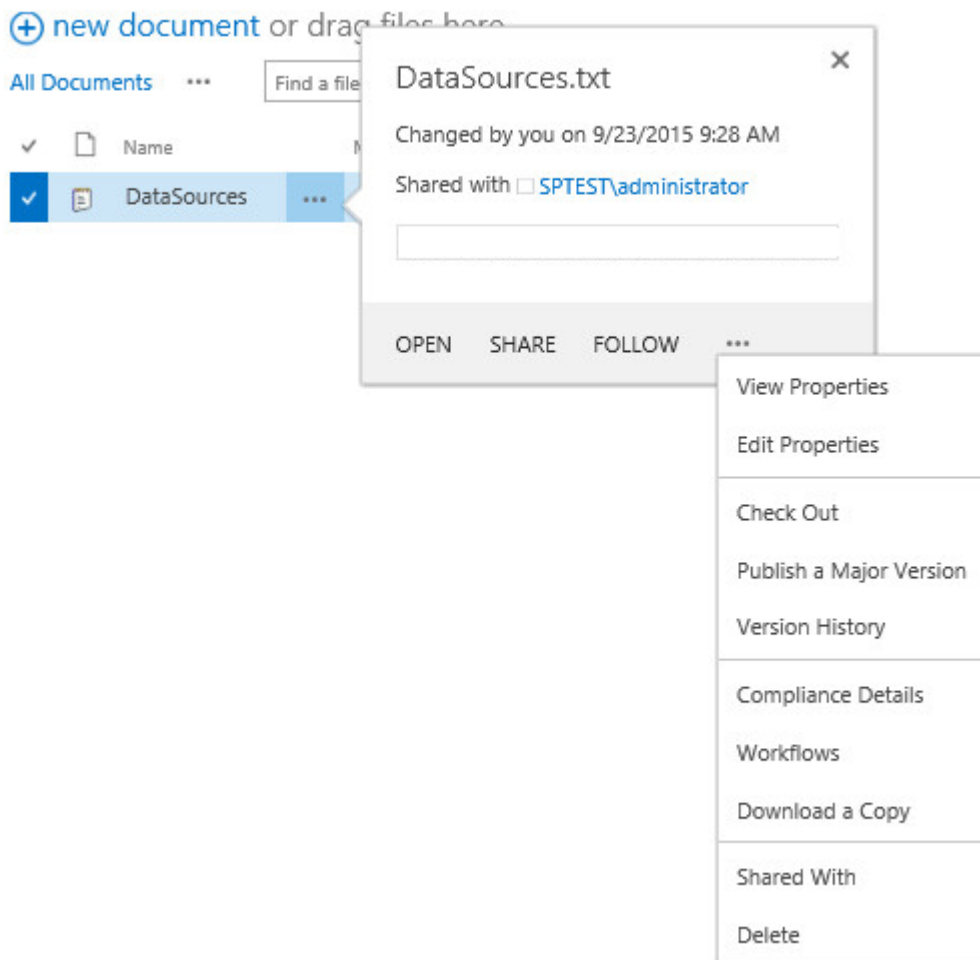 new document or drag files here
All Documents ...
Find a file
Name
DataSources ...
DataSources.txt
Changed by you on 9/23/2015 9:28 AM
Shared with SPTEST\administrator
OPEN SHARE FOLLOW ...
View Properties
Edit Properties
Check Out
Publish a Major Version
Version History
Compliance Details
Workflows
Download a Copy
Shared With
Delete